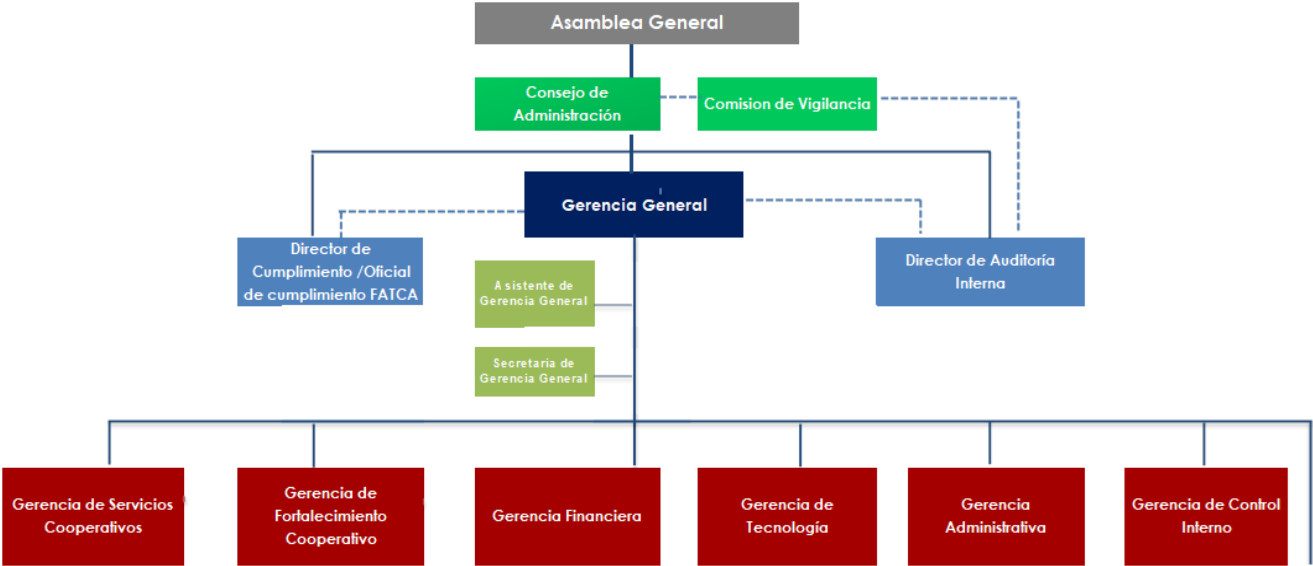 Asamblea General
Consejo de
Administración
Comision de Vigilancia
Gerencia General
Director de
Cumplimiento /Oficial
de cumplimiento FATCA
Director de Auditoría
Interna
Asistente de
Gerencia General
Secretaria de
Gerencia General
Gerencia de Servicios
Cooperativos
Gerencia de
Fortalecimiento
Cooperativo
Gerencia Financiera
Gerencia de
Tecnología
Gerencia
Administrativa
Gerencia de Control
Interno